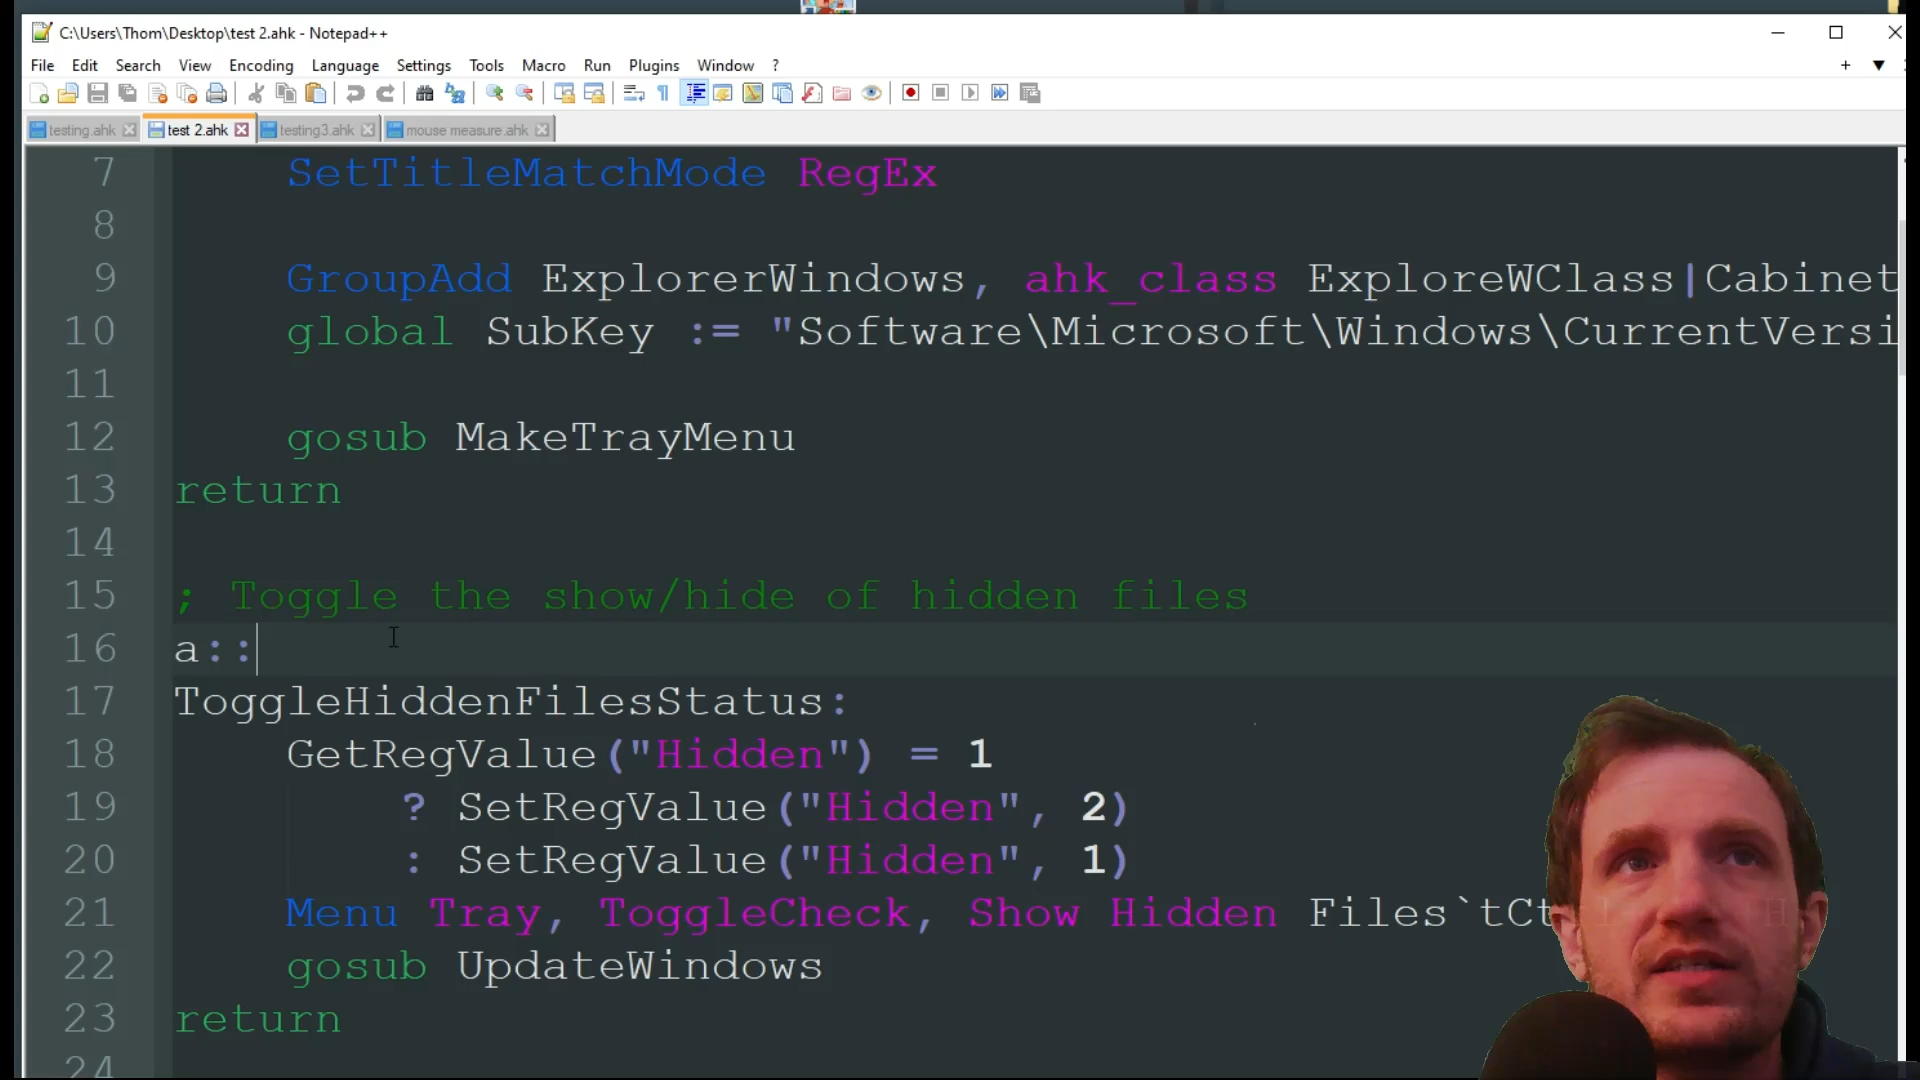 C:\Users\Thom\Desktop\test 2.ahk - Notepad++
File Edit Search View Encoding Language Settings Tools Macro Run Plugins Window ?
testing.ahk test 2.ahk testing3.ahk mouse measure.ahk
7 SetTitleMatchMode RegEx
8
9 GroupAdd ExplorerWindows, ahk_class ExploreWClass|Cabinet
10 global SubKey := "Software\Microsoft\Windows\CurrentVersi
11
12 gosub MakeTrayMenu
13 return
14
15 ; Toggle the show/hide of hidden files
16 a::
17 ToggleHiddenFilesStatus:
18 GetRegValue("Hidden") = 1
19 ? SetRegValue("Hidden", 2)
20 : SetRegValue("Hidden", 1)
21 Menu Tray, ToggleCheck, Show Hidden Files`tCt
22 gosub UpdateWindows
23 return
24